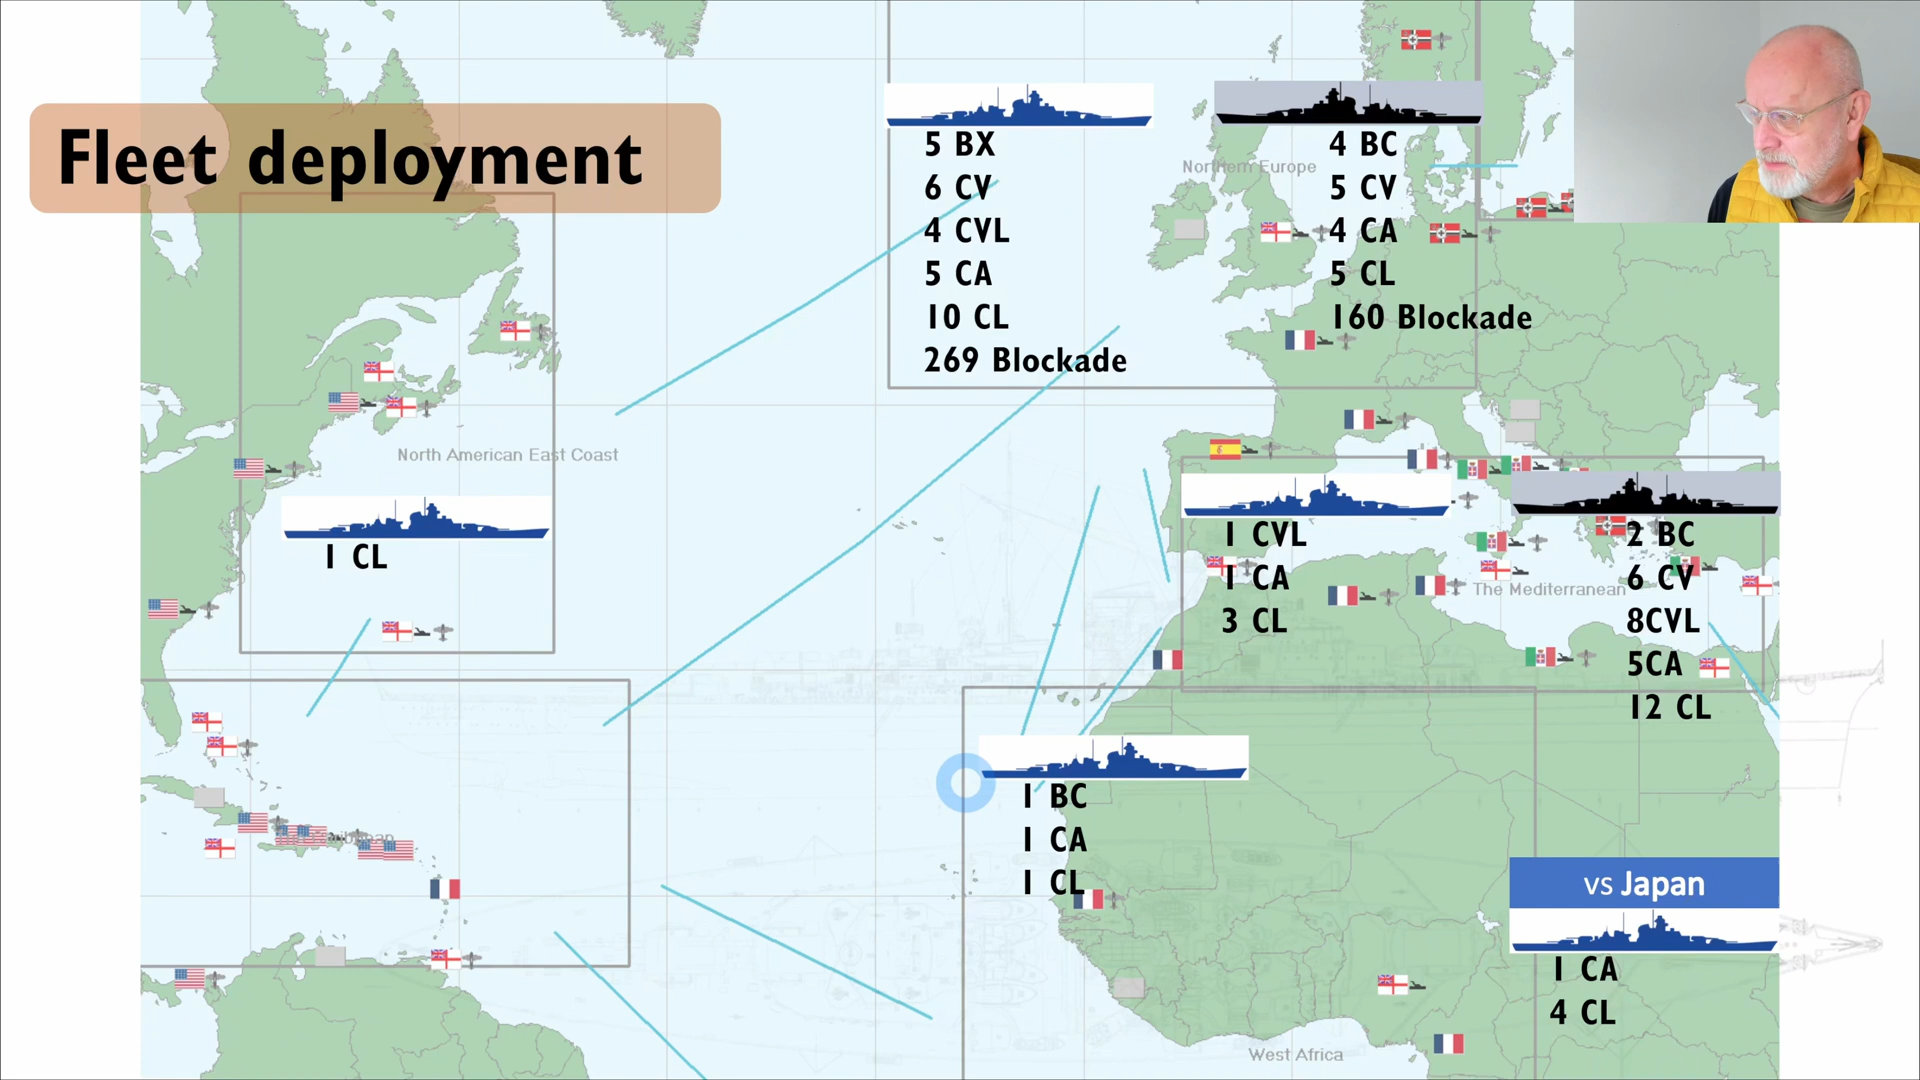 Fleet deployment
5 BX
6 CV
4 CVL
5 CA
10 CL
269 Blockade
Northern Europe
4 BC
5 CV
4 CA
5 CL
160 Blockade
North American East Coast
1 CL
1 CVL
1 CA
3 CL
The Mediterranean
2 BC
6 CV
8CVL
5CA
12 CL
1 BC
1 CA
1 CL
West Africa
vs Japan
1 CA
4 CL